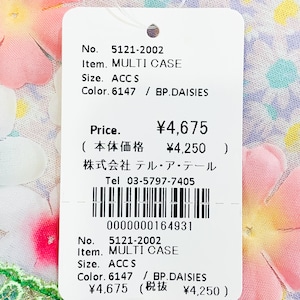 No. 5121-2002
Item. MULTI CASE
Size. ACC S
Color. 6147 / BP.DAISIES
Price. ¥4,675
( 本体価格 ¥4,250 )
株式会社 テル・ア・テール
Tel 03-5797-7405
0000000164931
No. 5121-2002
Item. MULTI CASE
Size. ACC S
Color. 6147 / BP.DAISIES
¥4,675 (税抜 ¥4,250 )